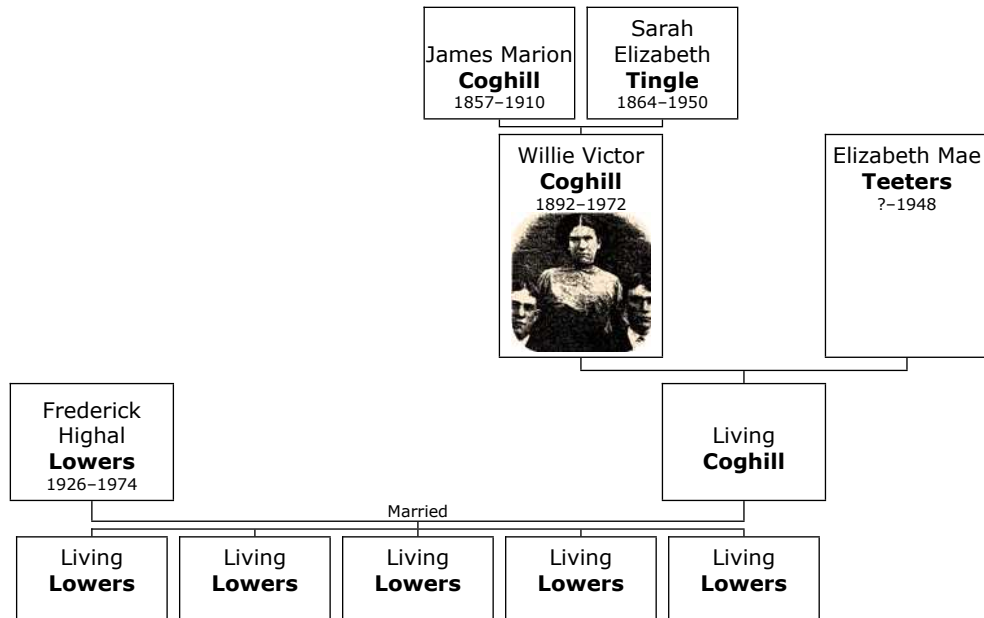 James Marion
Coghill
1857–1910
Sarah
Elizabeth
Tingle
1864–1950
Willie Victor
Coghill
1892–1972
Elizabeth Mae
Teeters
?–1948
Frederick
Highal
Lowers
1926–1974
Living
Coghill
Married
Living
Lowers
Living
Lowers
Living
Lowers
Living
Lowers
Living
Lowers